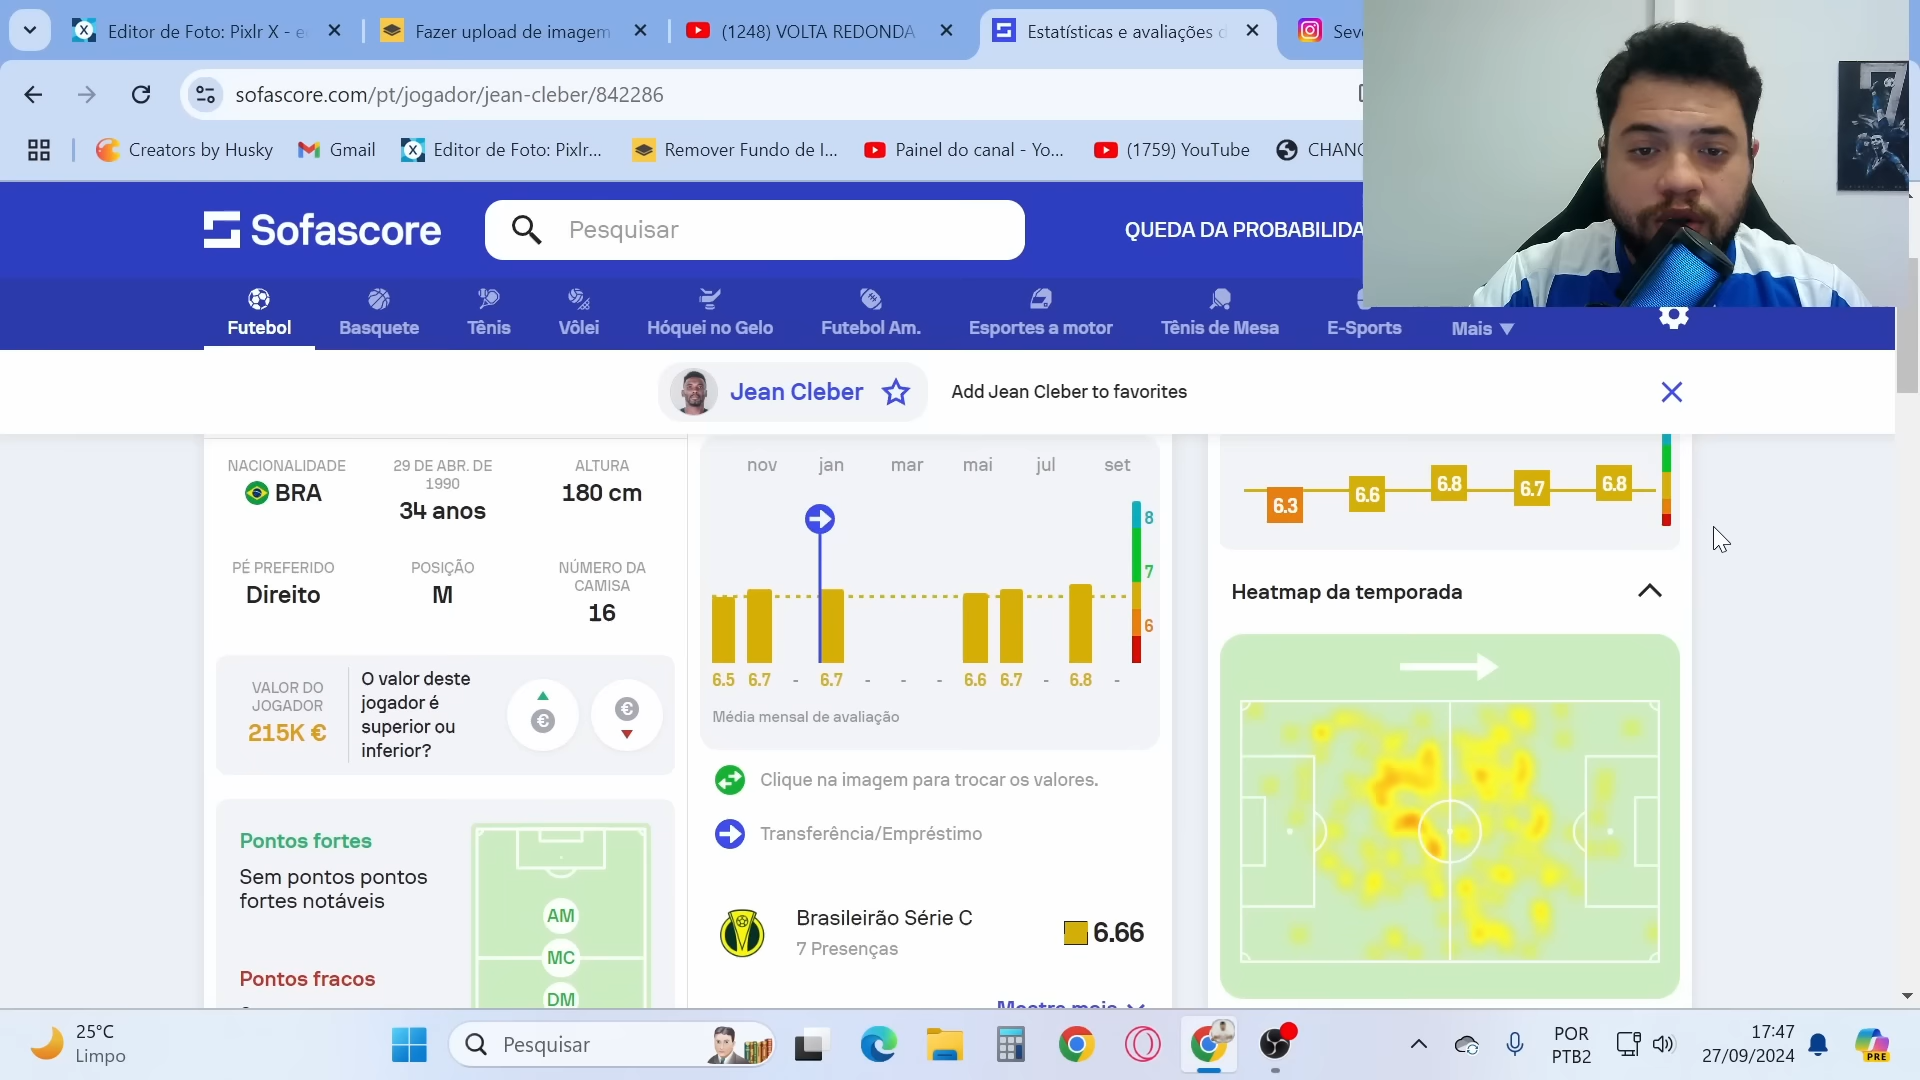 Editor de Foto: Pixlr X - e
Fazer upload de imagem
(1248) VOLTA REDONDA
Estatísticas e avaliações d
Seve
sofascore.com/pt/jogador/jean-cleber/842286
Creators by Husky
Gmail
Editor de Foto: Pixlr...
Remover Fundo de I...
Painel do canal - Yo...
(1759) YouTube
CHANG
Sofascore
Pesquisar
QUEDA DA PROBABILIDA
Futebol
Basquete
Tênis
Vôlei
Hóquei no Gelo
Futebol Am.
Esportes a motor
Tênis de Mesa
E-Sports
Mais
Jean Cleber
Add Jean Cleber to favorites
NACIONALIDADE
BRA
29 DE ABR. DE
1990
34 anos
ALTURA
180 cm
PÉ PREFERIDO
Direito
POSIÇÃO
M
NÚMERO DA
CAMISA
16
VALOR DO
JOGADOR
215K €
O valor deste
jogador é
superior ou
inferior?
€
€
Pontos fortes
Sem pontos pontos
fortes notáveis
Pontos fracos
AM
MC
DM
nov jan mar mai jul set
8
7
6
6.5 6.7 - 6.7 - - - 6.6 6.7 - 6.8 -
Média mensal de avaliação
Clique na imagem para trocar os valores.
Transferência/Empréstimo
Brasileirão Série C
7 Presenças
6.66
Mostre mais
6.3 6.6 6.8 6.7 6.8
Heatmap da temporada
25°C
Limpo
Pesquisar
POR
PTB2
17:47
27/09/2024
PRE
7